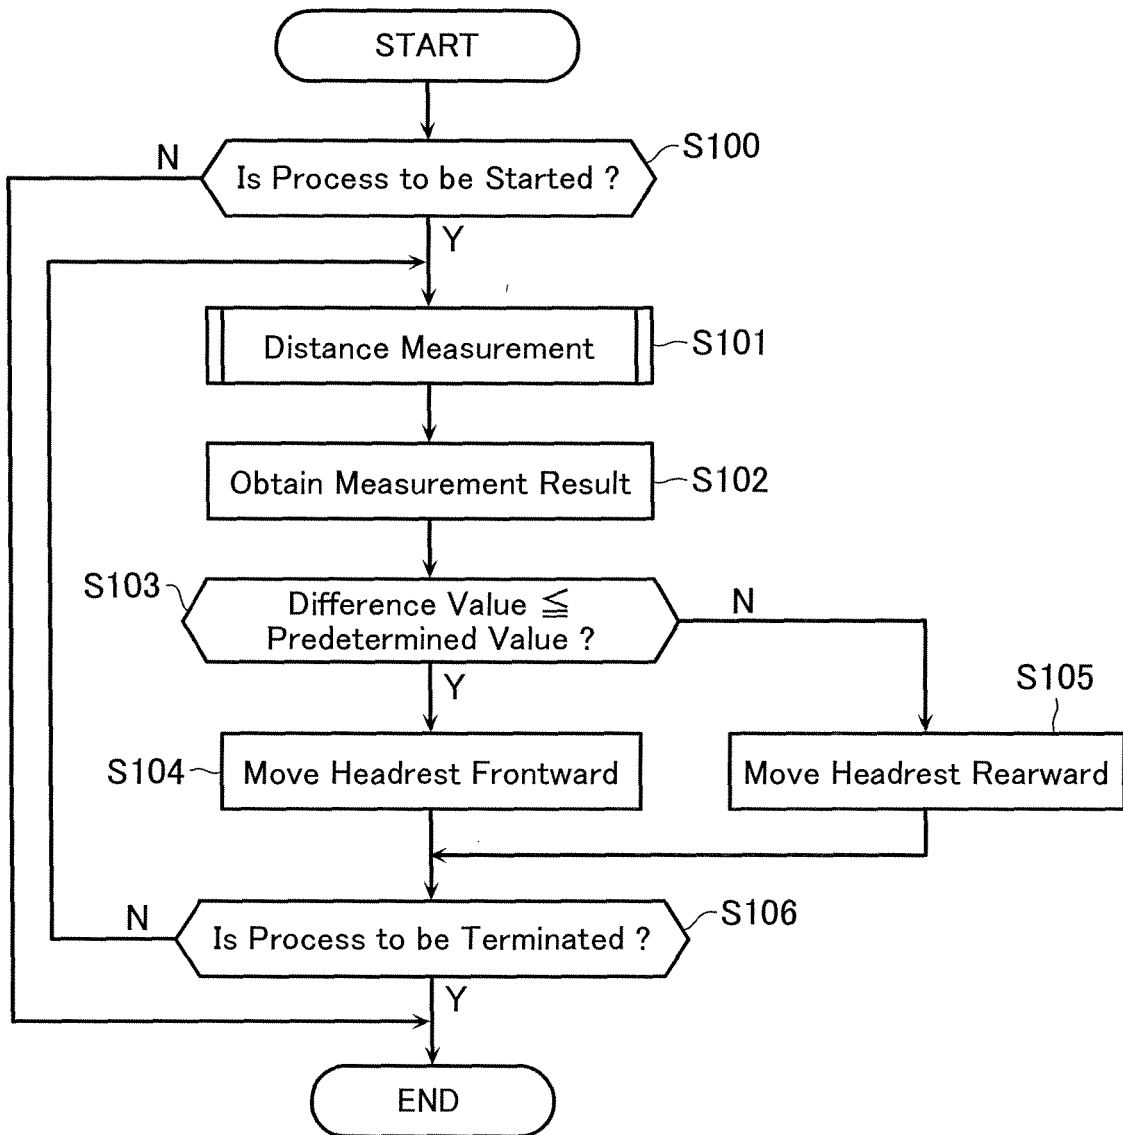 START
S100
N
Is Process to be Started ?
Y
Distance Measurement
S101
Obtain Measurement Result
S102
S103
Difference Value ≦
Predetermined Value ?
N
Y
S105
S104
Move Headrest Frontward
Move Headrest Rearward
N
S106
Is Process to be Terminated ?
Y
END